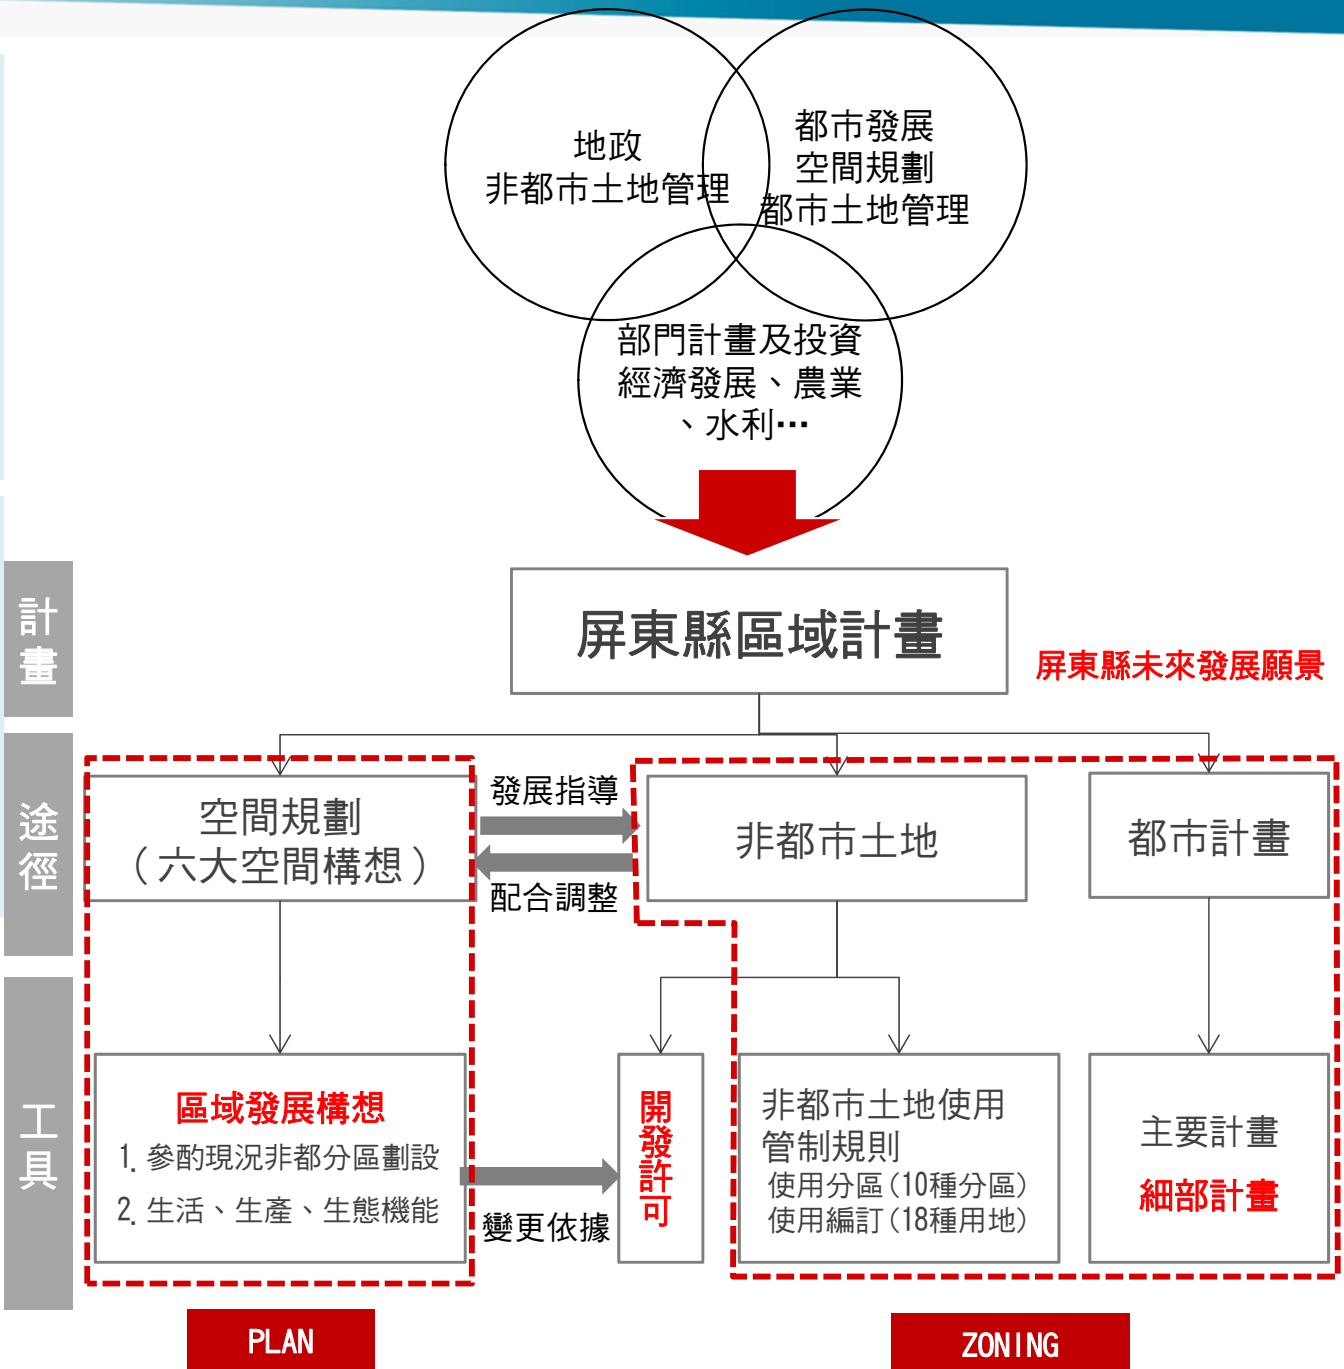 地政
非都市土地管理
都市發展
空間規劃
都市土地管理
部門計畫及投資
經濟發展、農業
、水利…
計
畫
屏東縣區域計畫
屏東縣未來發展願景
途
徑
空間規劃
（六大空間構想）
發展指導
配合調整
非都市土地
都市計畫
工
具
區域發展構想
1. 參酌現況非都分區劃設
2. 生活、生產、生態機能
變更依據
開
發
許
可
非都市土地使用
管制規則
使用分區(10種分區)
使用編訂(18種用地)
主要計畫
細部計畫
PLAN
ZONING